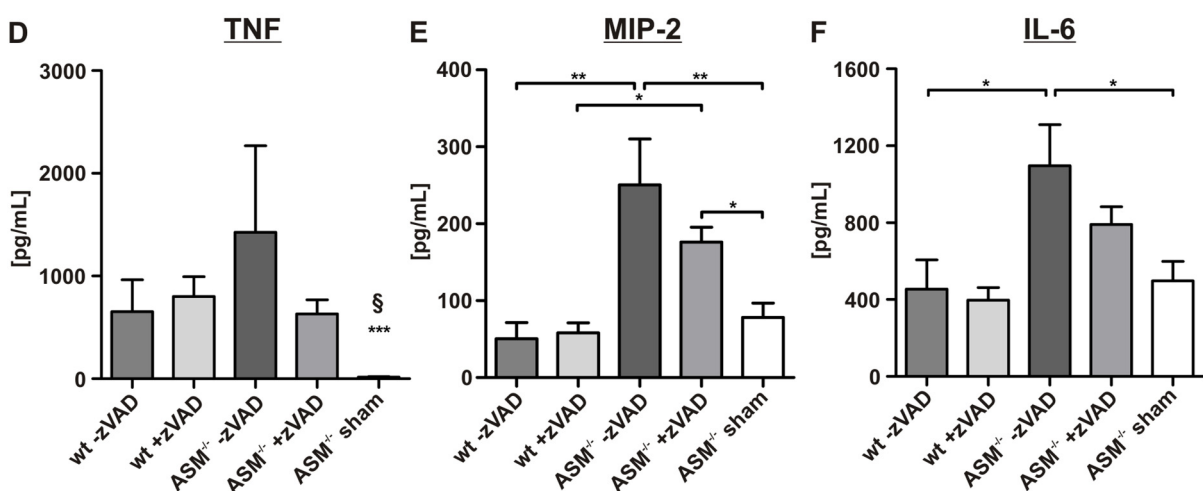 D TNF
[pg/mL]
3000
2000
1000
0
§
***
wt -zVAD
wt +zVAD
ASM-/- -zVAD
ASM-/- +zVAD
ASM-/- sham
E MIP-2
[pg/mL]
400
300
200
100
0
** **
*
*
wt -zVAD
wt +zVAD
ASM-/- -zVAD
ASM-/- +zVAD
ASM-/- sham
F IL-6
[pg/mL]
1600
1200
800
400
0
* *
wt -zVAD
wt +zVAD
ASM-/- -zVAD
ASM-/- +zVAD
ASM-/- sham